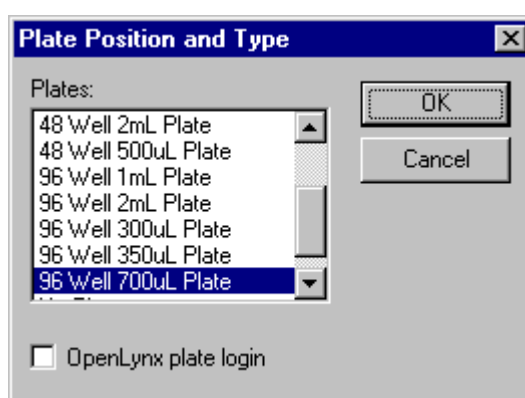 Plate Position and Type
Plates:
48 Well 2mL Plate
48 Well 500uL Plate
96 Well 1mL Plate
96 Well 2mL Plate
96 Well 300uL Plate
96 Well 350uL Plate
96 Well 700uL Plate
OK
Cancel
OpenLynx plate login